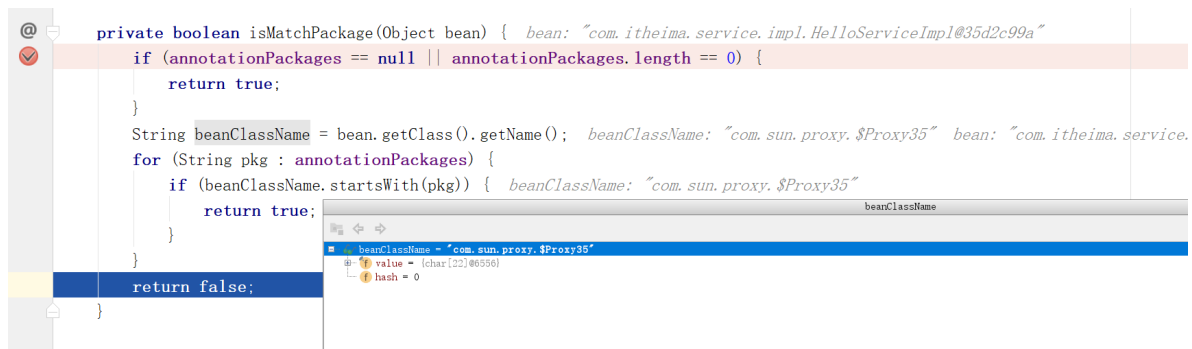 @ private boolean isMatchPackage(Object bean) { bean: "com.itheima.service.impl.HelloServiceImpl@35d2c99a"
if (annotationPackages == null || annotationPackages.length == 0) {
return true;
}
String beanClassName = bean.getClass().getName(); beanClassName: "com.sun.proxy.$Proxy35" bean: "com.itheima.service.
for (String pkg : annotationPackages) {
if (beanClassName.startsWith(pkg)) { beanClassName: "com.sun.proxy.$Proxy35"
return true;
}
}
return false;
}
beanClassName
beanClassName = "com.sun.proxy.$Proxy35"
f value = {char[22]@6556}
f hash = 0